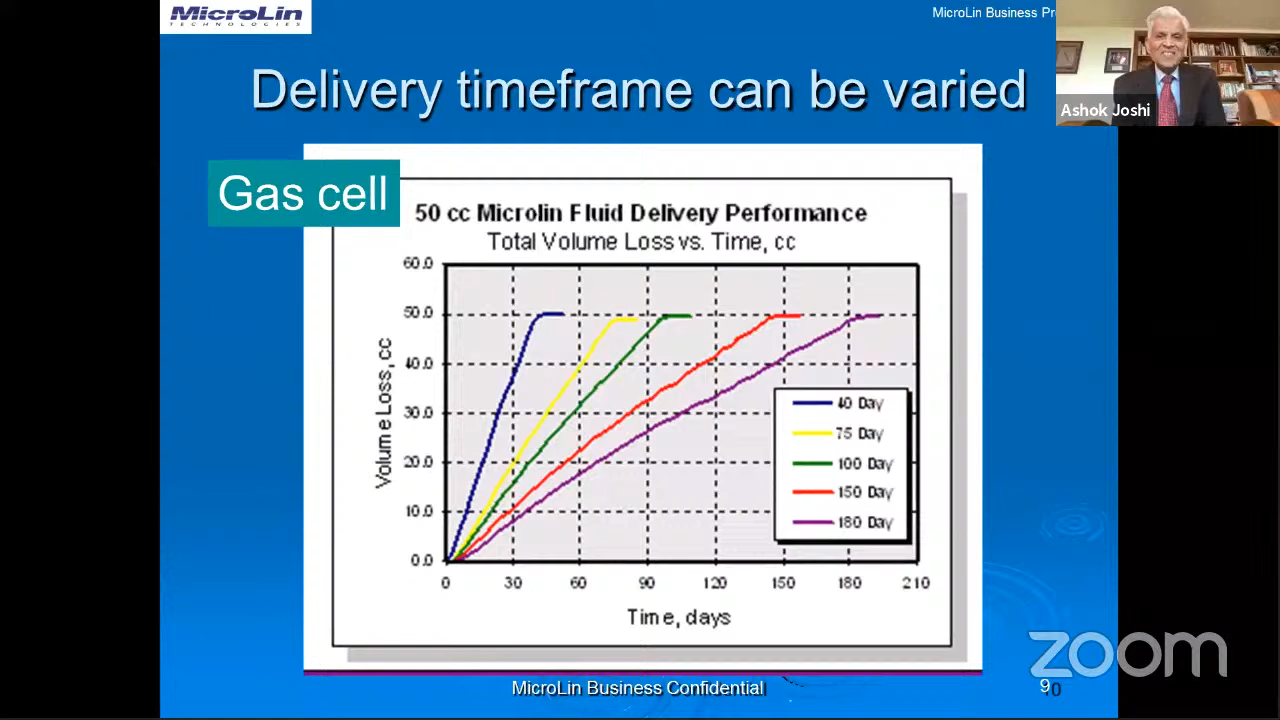 MicroLin
TECHNOLOGIES
MicroLin Business Pr
Ashok Joshi
Delivery timeframe can be varied
Gas cell
50 cc Microlin Fluid Delivery Performance
Total Volume Loss vs. Time, cc
60.0
50.0
40.0
30.0
20.0
10.0
0.0
Volume Loss, cc
0 30 60 90 120 150 180 210
Time, days
40 Day
75 Day
100 Day
150 Day
180 Day
MicroLin Business Confidential
9
zoom